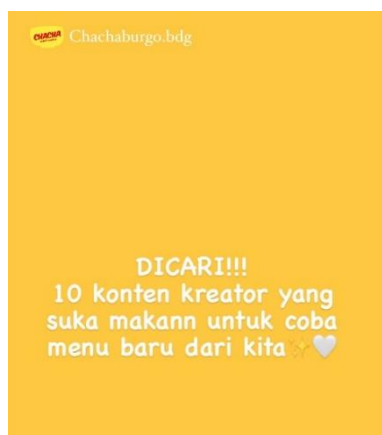 CHACHA
Chachaburgo.bdg
DICARI!!!
10 konten kreator yang
suka makann untuk coba
menu baru dari kita✨🤍